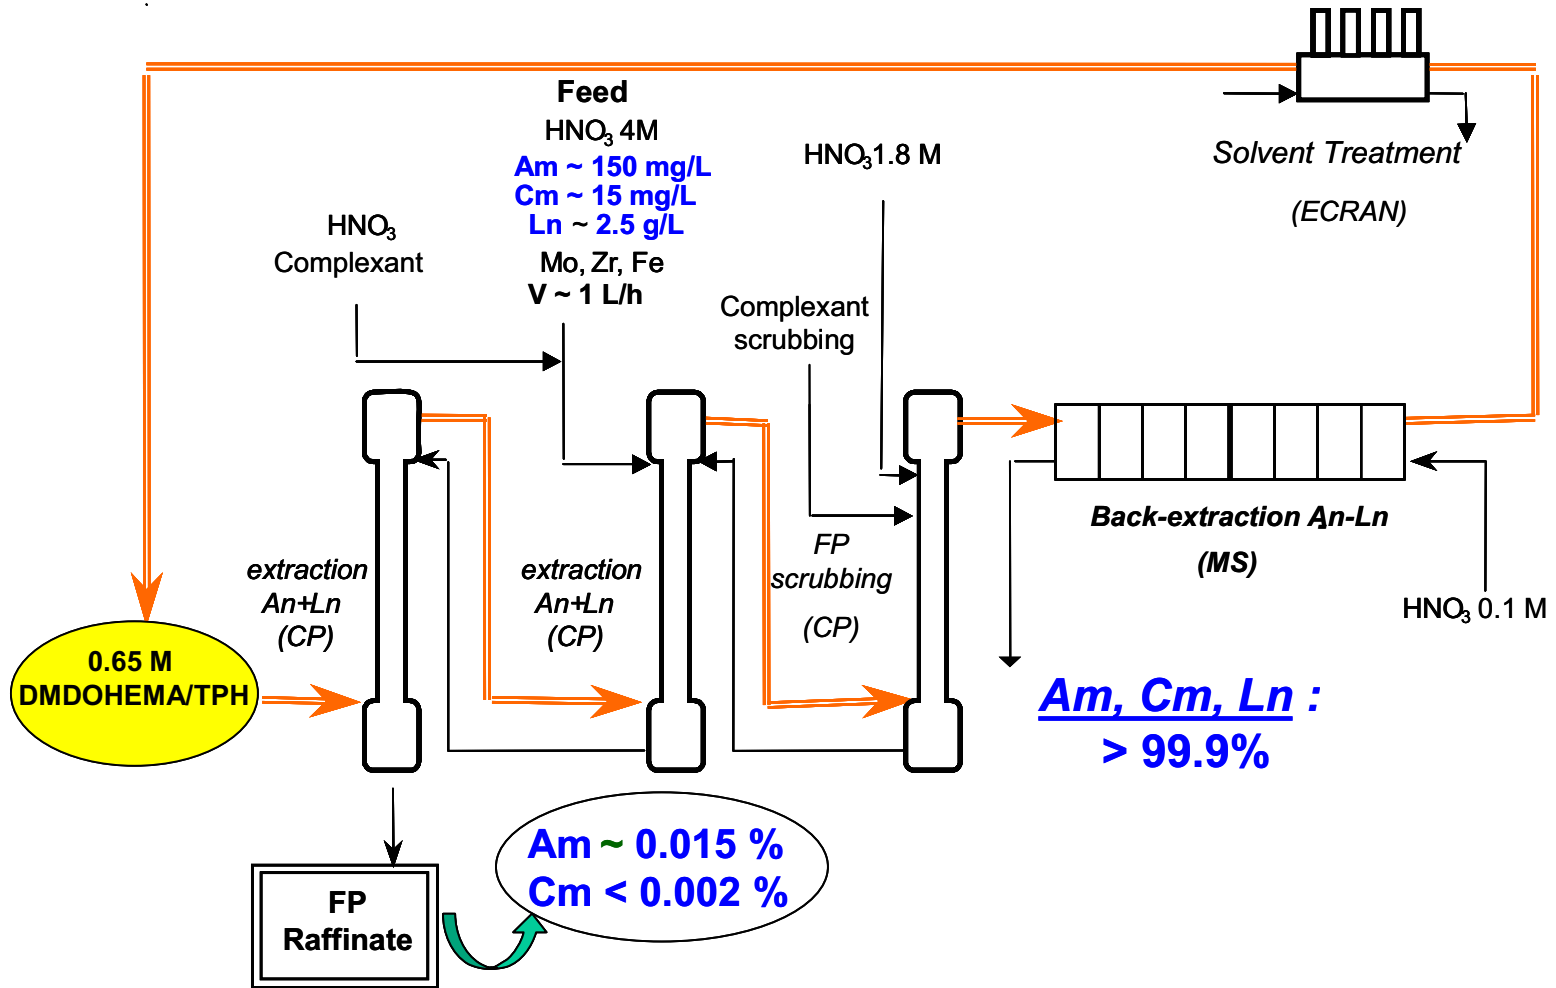 Feed
HNO3 4M
Am ~ 150 mg/L
Cm ~ 15 mg/L
Ln ~ 2.5 g/L
Mo, Zr, Fe
V ~ 1 L/h
HNO3
Complexant
HNO31.8 M
Complexant
scrubbing
Solvent Treatment
(ECRAN)
extraction
An+Ln
(CP)
extraction
An+Ln
(CP)
FP
scrubbing
(CP)
Back-extraction An-Ln
(MS)
HNO3 0.1 M
0.65 M
DMDOHEMA/TPH
Am, Cm, Ln :
> 99.9%
Am ~ 0.015 %
Cm < 0.002 %
FP
Raffinate